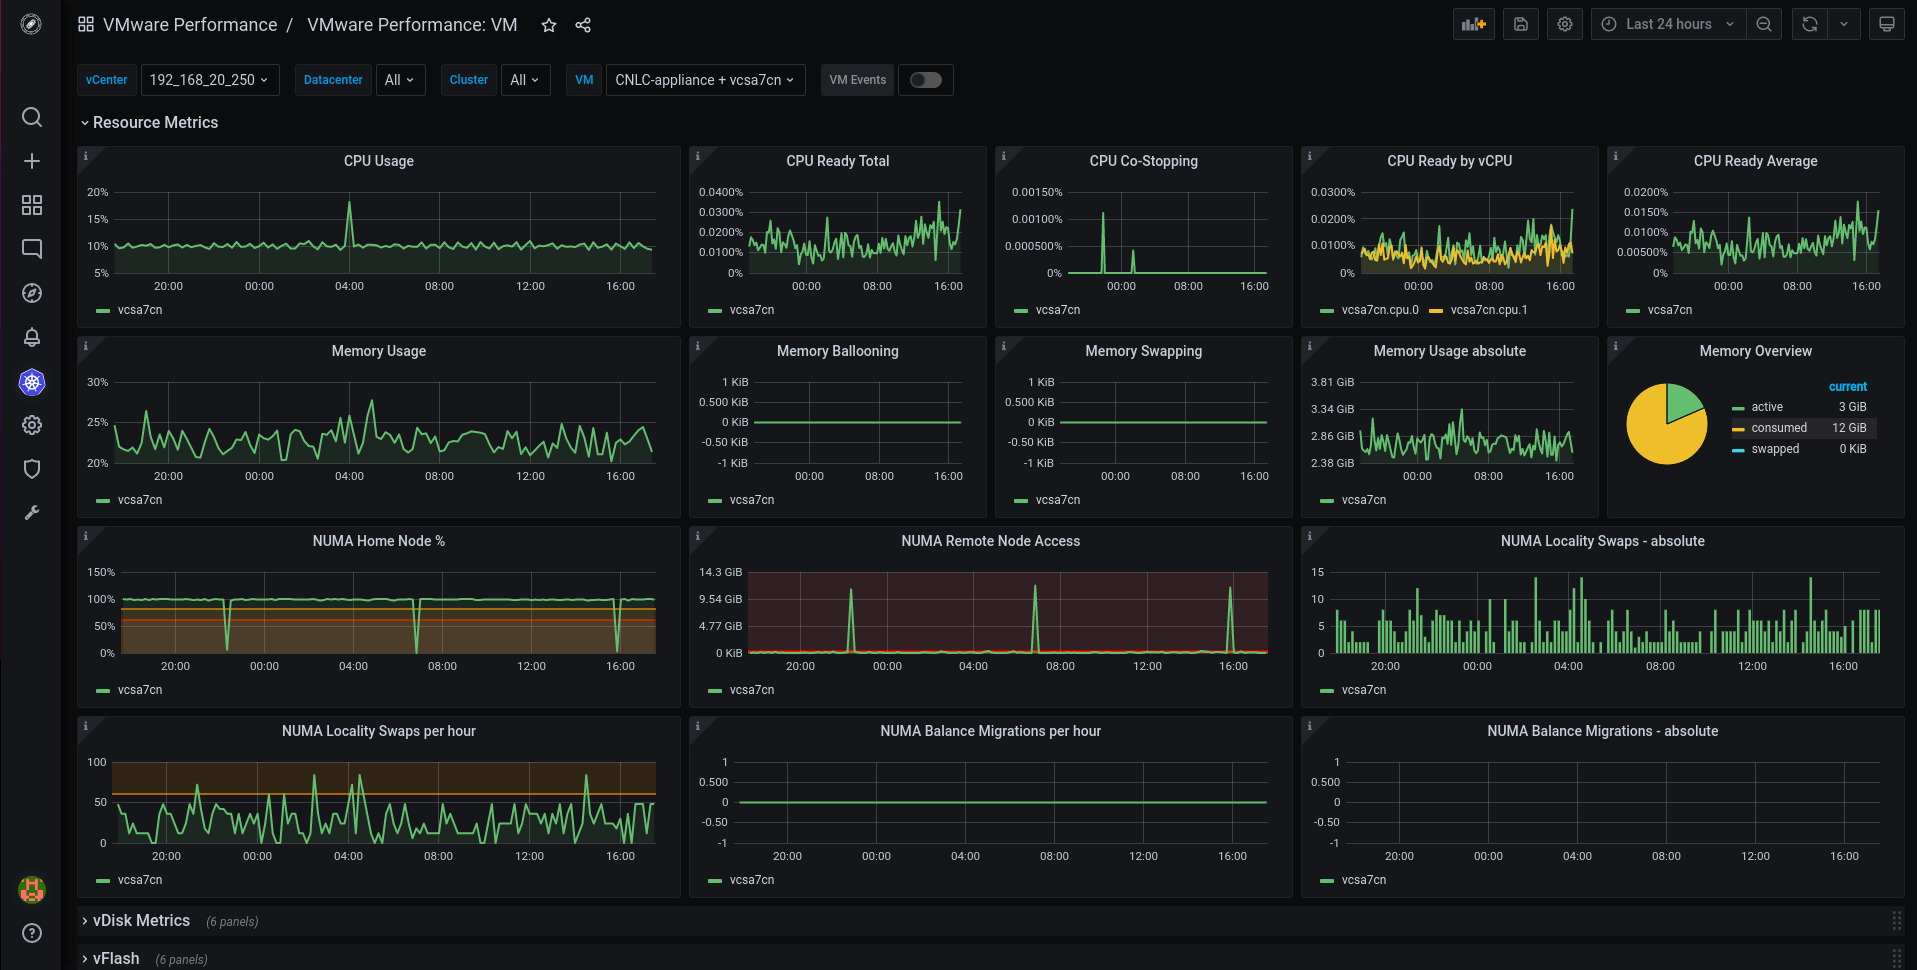 VMware Performance / VMware Performance: VM
Last 24 hours
vCenter 192_168_20_250 Datacenter All Cluster All VM CNLC-appliance + vcsa7cn VM Events
Resource Metrics
CPU Usage
20%
15%
10%
5%
20:00 00:00 04:00 08:00 12:00 16:00
vcsa7cn
CPU Ready Total
0.0400%
0.0300%
0.0200%
0.0100%
0%
00:00 08:00 16:00
vcsa7cn
CPU Co-Stopping
0.00150%
0.00100%
0.000500%
0%
00:00 08:00 16:00
vcsa7cn
CPU Ready by vCPU
0.0300%
0.0200%
0.0100%
0%
00:00 08:00 16:00
vcsa7cn.cpu.0 vcsa7cn.cpu.1
CPU Ready Average
0.0200%
0.0150%
0.0100%
0.00500%
0%
00:00 08:00 16:00
vcsa7cn
Memory Usage
30%
25%
20%
20:00 00:00 04:00 08:00 12:00 16:00
vcsa7cn
Memory Ballooning
1 KiB
0.500 KiB
0 KiB
-0.50 KiB
-1 KiB
00:00 08:00 16:00
vcsa7cn
Memory Swapping
1 KiB
0.500 KiB
0 KiB
-0.50 KiB
-1 KiB
00:00 08:00 16:00
vcsa7cn
Memory Usage absolute
3.81 GiB
3.34 GiB
2.86 GiB
2.38 GiB
00:00 08:00 16:00
vcsa7cn
Memory Overview
current
active 3 GiB
consumed 12 GiB
swapped 0 KiB
NUMA Home Node %
150%
100%
50%
0%
20:00 00:00 04:00 08:00 12:00 16:00
vcsa7cn
NUMA Remote Node Access
14.3 GiB
9.54 GiB
4.77 GiB
0 KiB
20:00 00:00 04:00 08:00 12:00 16:00
vcsa7cn
NUMA Locality Swaps - absolute
15
10
5
0
20:00 00:00 04:00 08:00 12:00 16:00
vcsa7cn
NUMA Locality Swaps per hour
100
50
0
20:00 00:00 04:00 08:00 12:00 16:00
vcsa7cn
NUMA Balance Migrations per hour
1
0.500
0
-0.50
-1
20:00 00:00 04:00 08:00 12:00 16:00
vcsa7cn
NUMA Balance Migrations - absolute
1
0.500
0
-0.50
-1
20:00 00:00 04:00 08:00 12:00 16:00
vcsa7cn
vDisk Metrics (6 panels)
vFlash (6 panels)